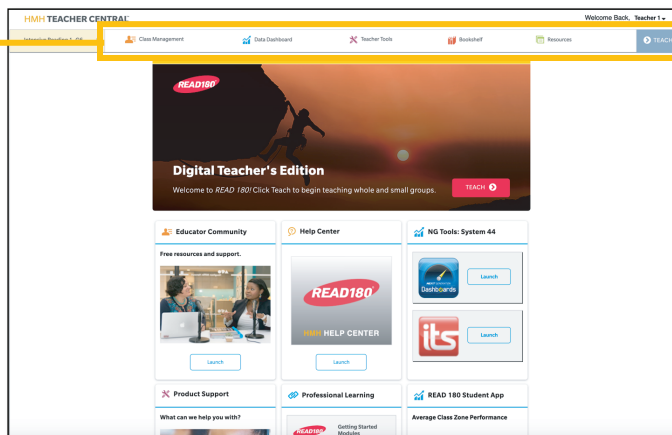 HMH TEACHER CENTRAL
Welcome Back, Teacher 1
Class Management
Data Dashboard
Teacher Tools
Bookshelf
Resources
TEACH
READ180
Digital Teacher's Edition
Welcome to READ 180! Click Teach to begin teaching whole and small groups.
TEACH
Educator Community
Help Center
NG Tools: System 44
Free resources and support.
READ180
HMH HELP CENTER
Launch
Launch
Dashboards
Launch
its
Launch
Product Support
Professional Learning
READ 180 Student App
What can we help you with?
READ180
Getting Started
Modules
Average Class Zone Performance